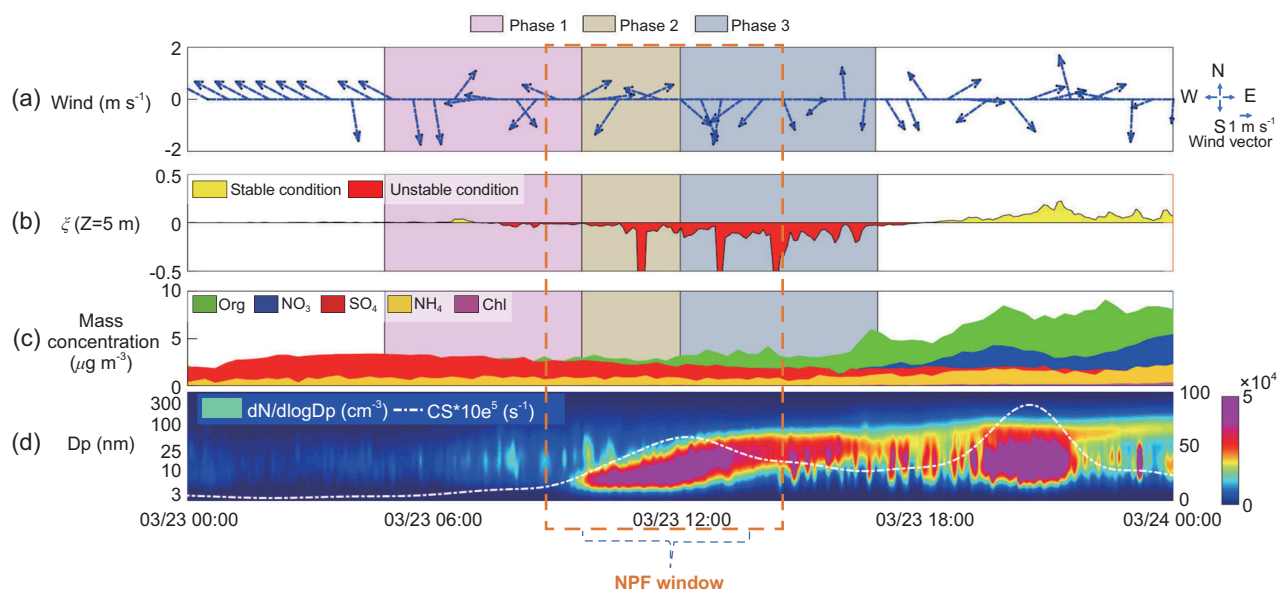 Phase 1 Phase 2 Phase 3
(a) Wind (m s⁻¹)
2
0
-2
N
W E
S 1 m s⁻¹
Wind vector
(b) ξ (Z=5 m)
0.5
0
-0.5
Stable condition Unstable condition
(c) Mass
concentration
(μg m⁻³)
10
5
0
Org NO₃ SO₄ NH₄ Chl
(d) Dp (nm)
300
100
25
10
3
dN/dlogDp (cm⁻³) CS*10e⁵ (s⁻¹)
100
50
0
×10⁴
5
4
3
2
1
0
03/23 00:00 03/23 06:00 03/23 12:00 03/23 18:00 03/24 00:00
NPF window